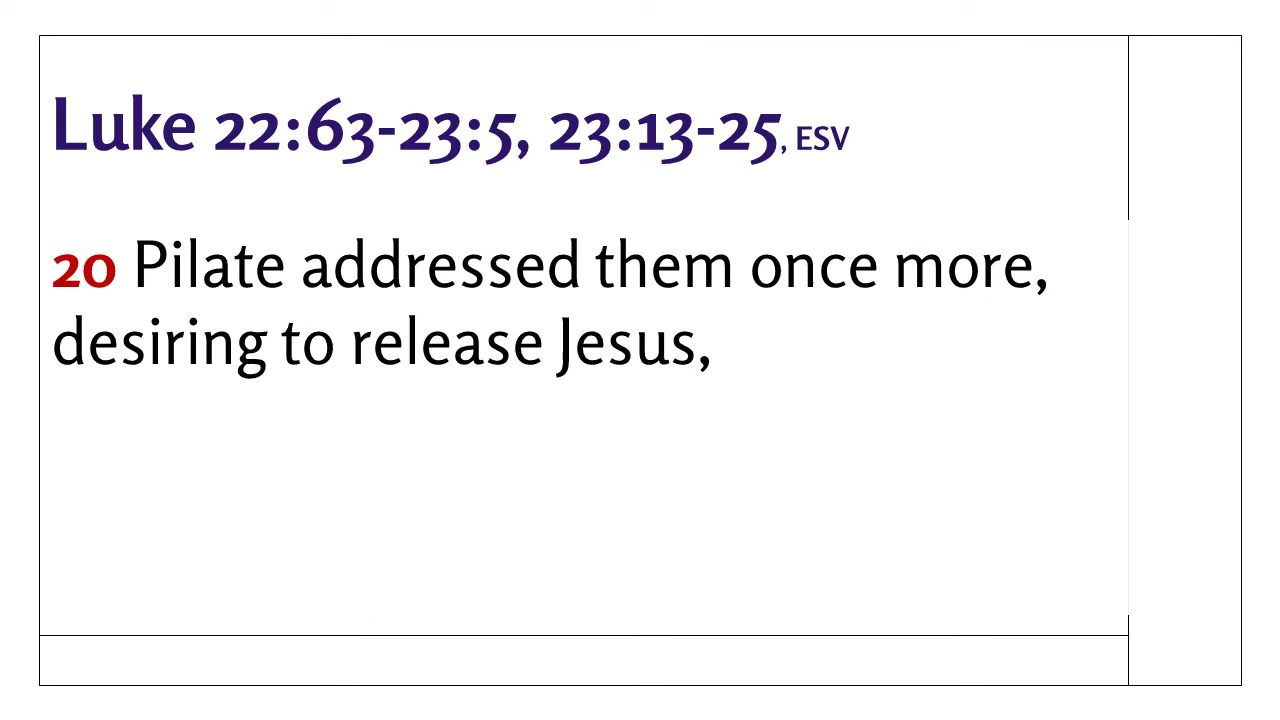 Luke 22:63-23:5, 23:13-25, ESV
20 Pilate addressed them once more,
desiring to release Jesus,